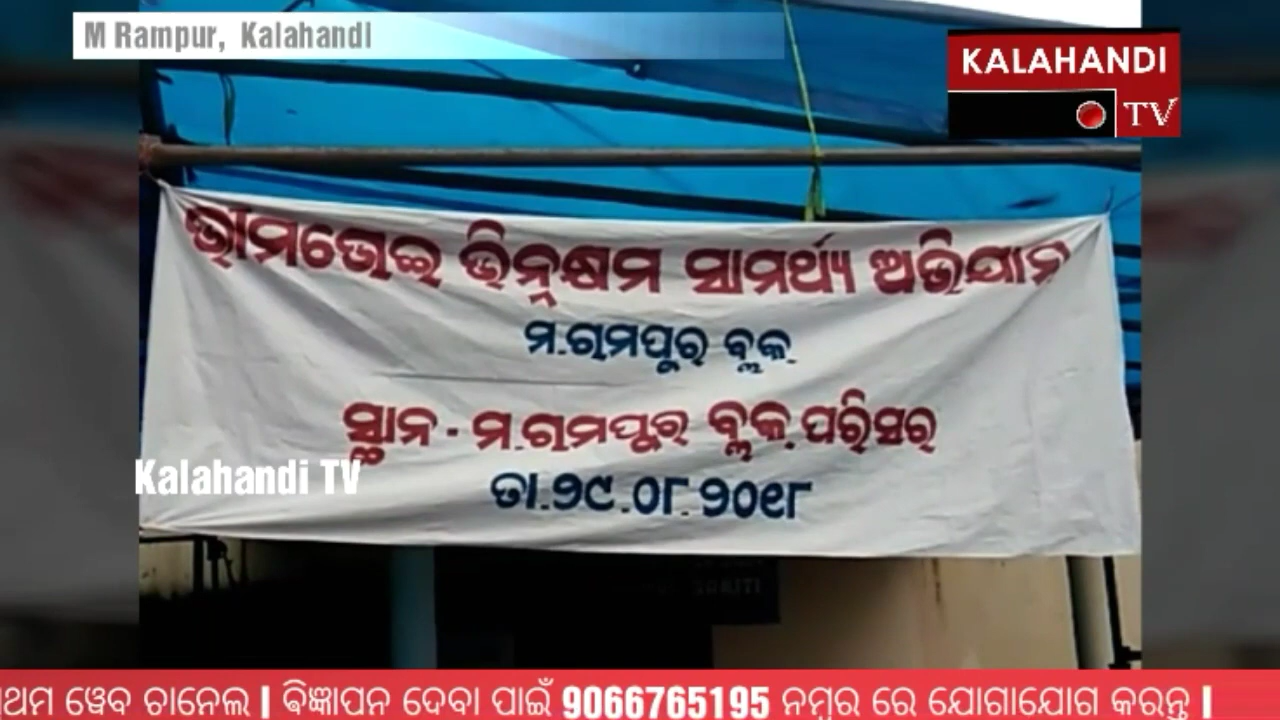 M Rampur, Kalahandi
KALAHANDI
TV
ଭୀମଭୋଇ ଭିନ୍ନକ୍ଷମ ସାମର୍ଥ୍ୟ ଅଭିଯାନ
ମ.ରାମପୁର ବ୍ଲକ୍
ସ୍ଥାନ - ମ.ରାମପୁର ବ୍ଲକ୍ ପରିସର
Kalahandi TV
ତା.୨୯.୦୮.୨୦୧୮
ୱେବ ଚାନେଲ | ବିଜ୍ଞାପନ ଦେବା ପାଇଁ 9066765195 ନମ୍ବର ରେ ଯୋଗାଯୋଗ କରନ୍ତୁ |